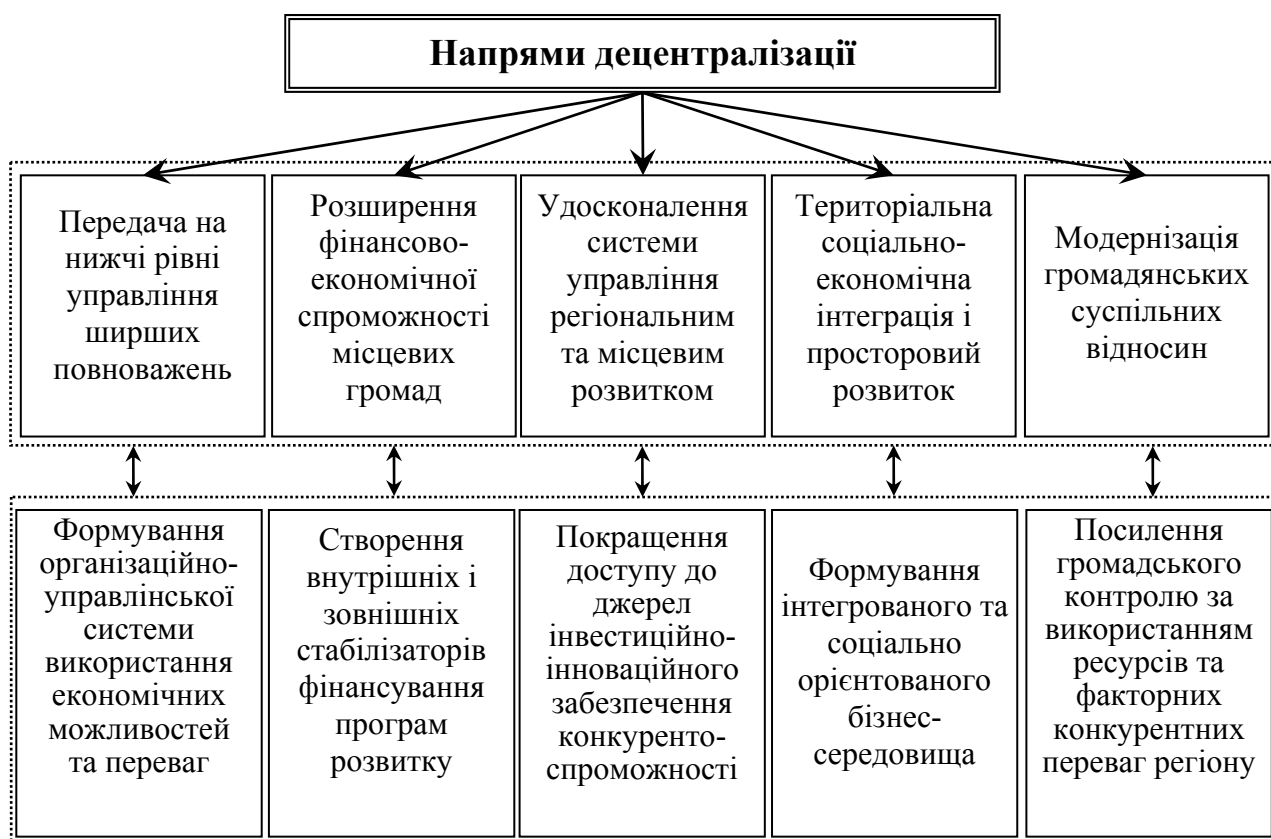 Напрями децентралізації
Передача на
нижчі рівні
управління
ширших
повноважень
Розширення
фінансово-
економічної
спроможності
місцевих
громад
Удосконалення
системи
управління
регіональним
та місцевим
розвитком
Територіальна
соціально-
економічна
інтеграція і
просторовий
розвиток
Модернізація
громадянських
суспільних
відносин
Формування
організаційно-
управлінської
системи
використання
економічних
можливостей
та переваг
Створення
внутрішніх і
зовнішніх
стабілізаторів
фінансування
програм
розвитку
Покращення
доступу до
джерел
інвестиційно-
інноваційного
забезпечення
конкуренто-
спроможності
Формування
інтегрованого та
соціально
орієнтованого
бізнес-
середовища
Посилення
громадського
контролю за
використанням
ресурсів та
факторних
конкурентних
переваг регіону